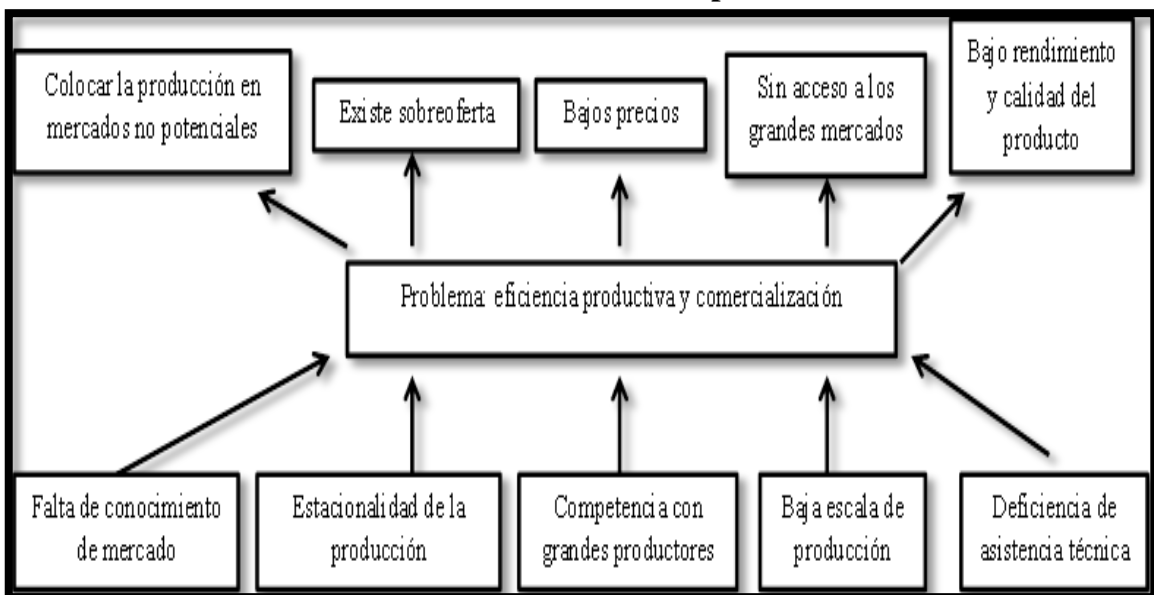 Colocar la producción en
mercados no potenciales
Existe sobreoferta
Bajos precios
Sin acceso a los
grandes mercados
Bajo rendimiento
y calidad del
producto
Problema: eficiencia productiva y comercialización
Falta de conocimiento
de mercado
Estacionalidad de la
producción
Competencia con
grandes productores
Baja escala de
producción
Deficiencia de
asistencia técnica